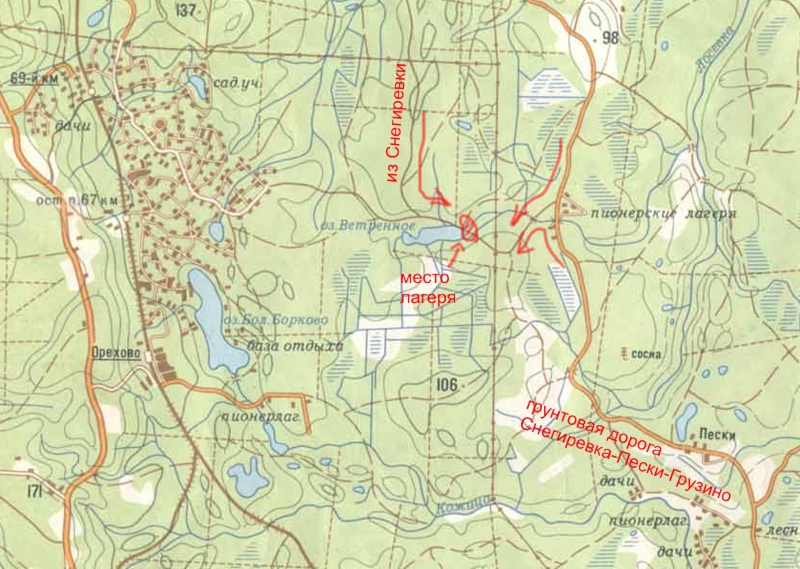 137
98
Лосевка
69-й км
сад.уч.
дачи
из Снегиревки
ост.п.67 км
пионерские лагеря
оз.Ветренное
место
лагеря
оз.Бол.Борково
база отдыха
Орехово
сосна
106
пионерлаг.
грунтовая дорога
Снегиревка-Пески-Грузино
Пески
171
дачи
Кожица
пионерлаг.
лесн.
дачи